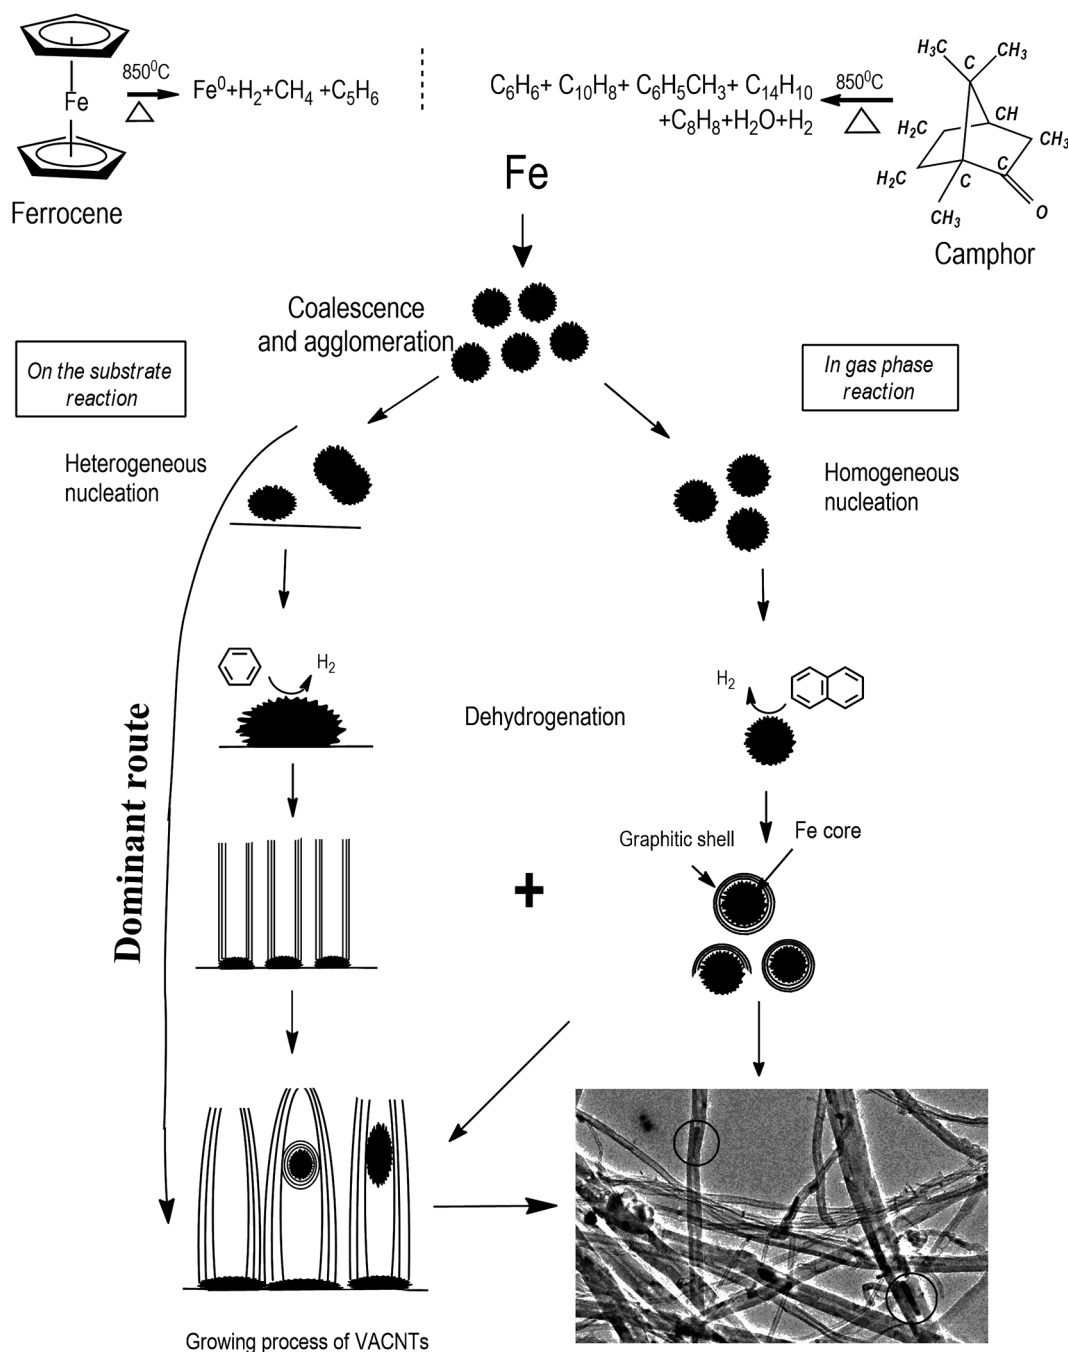 Fe
850⁰C
Fe⁰+H₂+CH₄ +C₅H₆
Ferrocene
C₆H₆+ C₁₀H₈+ C₆H₅CH₃+ C₁₄H₁₀
+C₈H₈+H₂O+H₂
850⁰C
H₃C
CH₃
C
CH
H₂C
CH₃
H₂C
C
C
CH₃
O
Camphor
Fe
Coalescence
and agglomeration
On the substrate
reaction
In gas phase
reaction
Heterogeneous
nucleation
Homogeneous
nucleation
H₂
H₂
Dehydrogenation
Dominant route
Graphitic shell
Fe core
+
Growing process of VACNTs